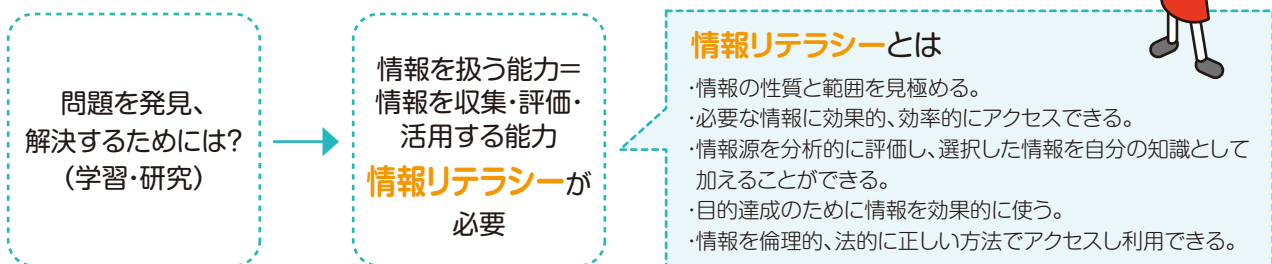 問題を発見、
解決するためには?
（学習・研究）
情報を扱う能力＝
情報を収集・評価・
活用する能力
情報リテラシーが
必要
情報リテラシーとは
・情報の性質と範囲を見極める。
・必要な情報に効果的、効率的にアクセスできる。
・情報源を分析的に評価し、選択した情報を自分の知識として
加えることができる。
・目的達成のために情報を効果的に使う。
・情報を倫理的、法的に正しい方法でアクセスし利用できる。